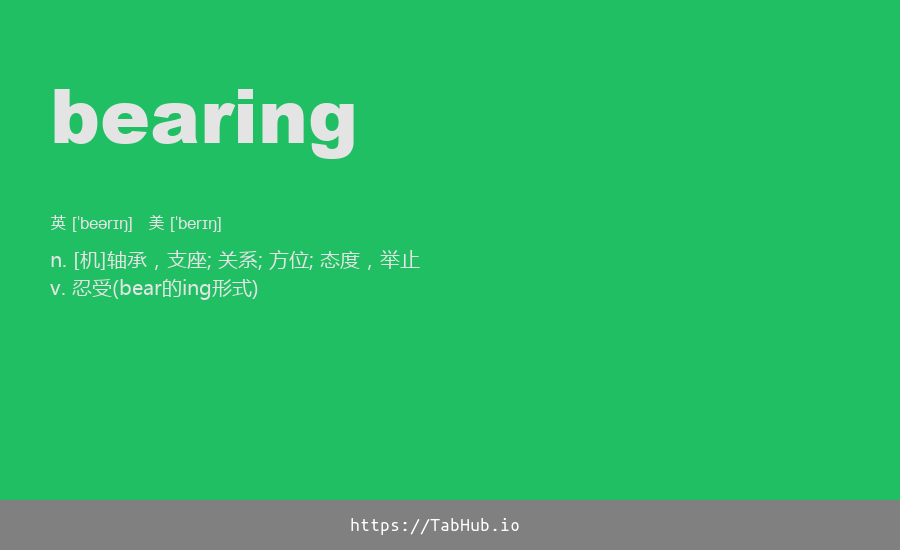 bearing
英 [ˈbeərɪŋ] 美 [ˈberɪŋ]
n. [机]轴承，支座; 关系; 方位; 态度，举止
v. 忍受(bear的ing形式)
https://TabHub.io